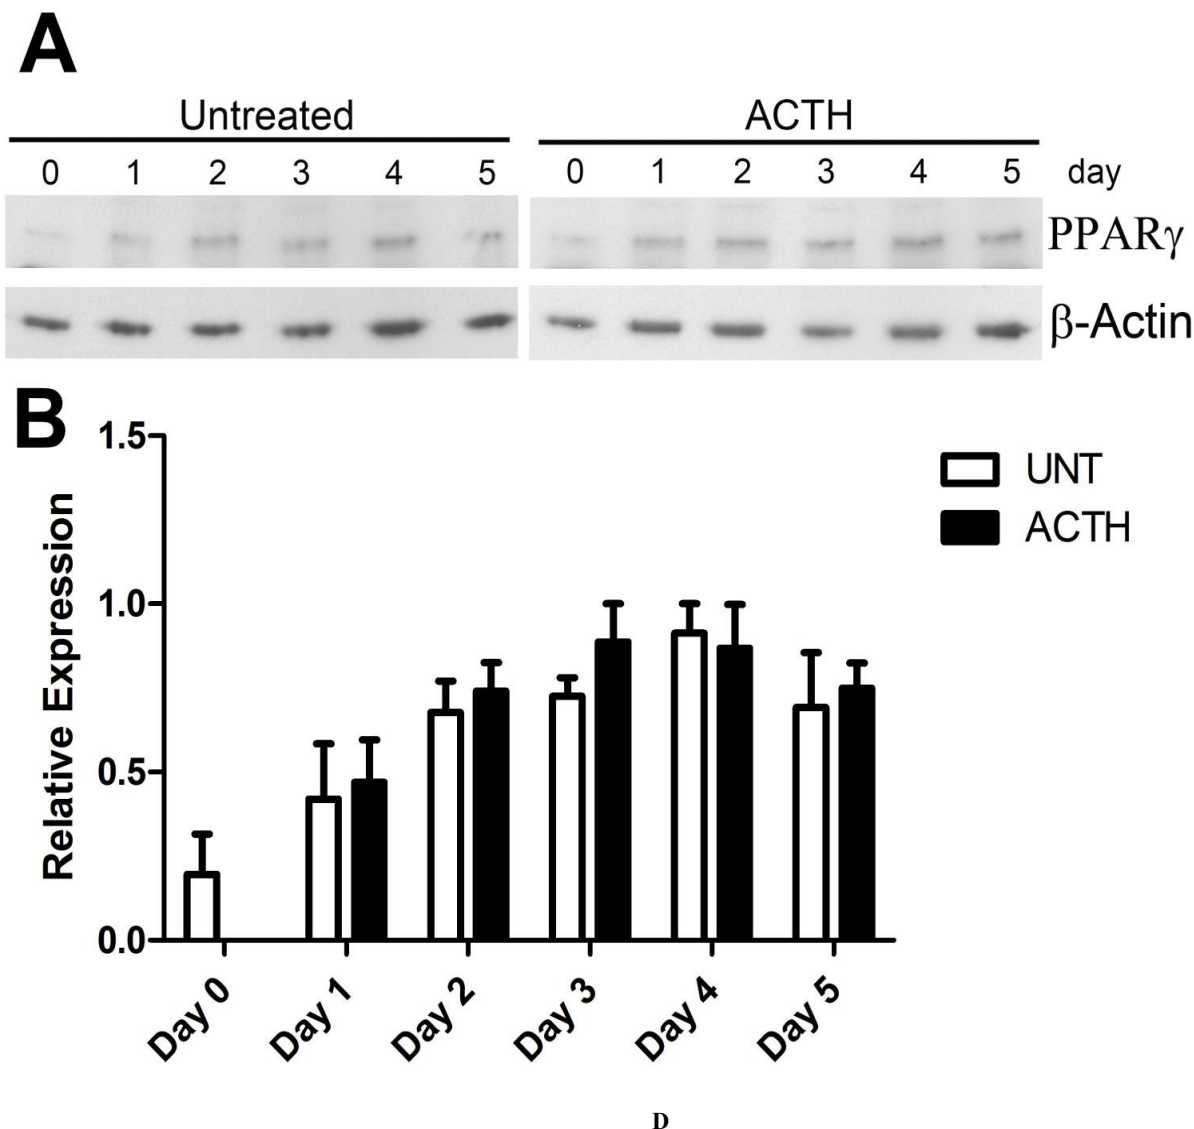 A
Untreated ACTH
0 1 2 3 4 5 0 1 2 3 4 5 day
PPARγ
β-Actin
B
1.5
1.0
0.5
0.0
Relative Expression
UNT
ACTH
Day 0 Day 1 Day 2 Day 3 Day 4 Day 5
D